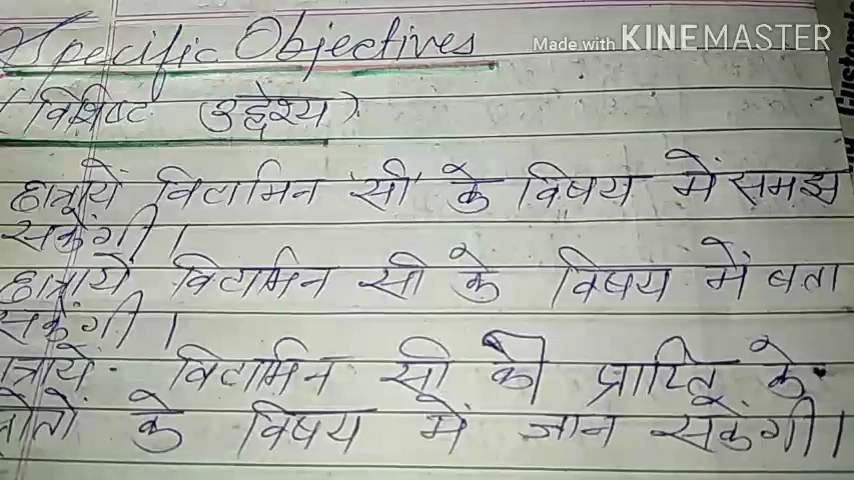 Specific Objectives
Made with KINEMASTER
(विशिष्ट उद्देश्य)
छात्रायें विटामिन 'सी' के विषय में समझ
सकेंगी।
छात्रायें विटामिन सी के विषय में बता
सकेंगी।
त्रायें विटामिन सी की प्राप्ति के
के विषय में जान सकेंगी।